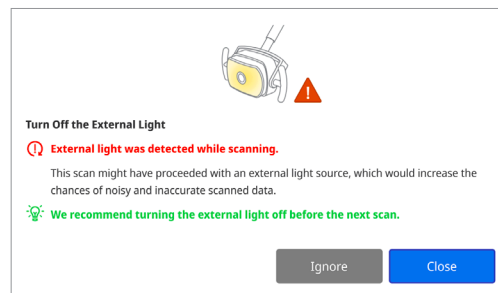 Turn Off the External Light
External light was detected while scanning.
This scan might have proceeded with an external light source, which would increase the
chances of noisy and inaccurate scanned data.
We recommend turning the external light off before the next scan.
Ignore Close